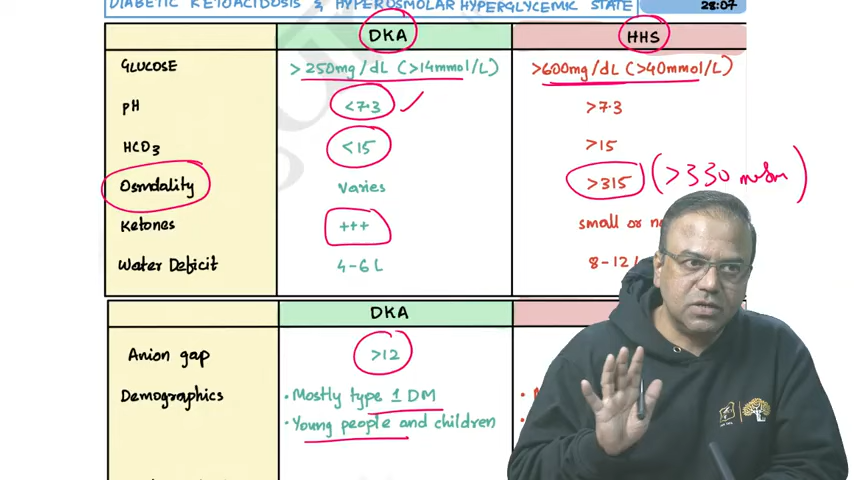 DIABETIC KETOACIDOSIS & HYPEROSMOLAR HYPERGLYCEMIC STATE
28:07
DKA HHS
GLUCOSE >250mg/dL (>14mmol/L) >600mg/dL (>40mmol/L)
pH <7.3 >7.3
HCO3 <15 >15
Osmolality Varies >315 (>330 mosm)
Ketones +++ small or
Water Deficit 4-6 L 8-12
DKA
Anion gap >12
Demographics • Mostly type 1 DM
• Young people and children